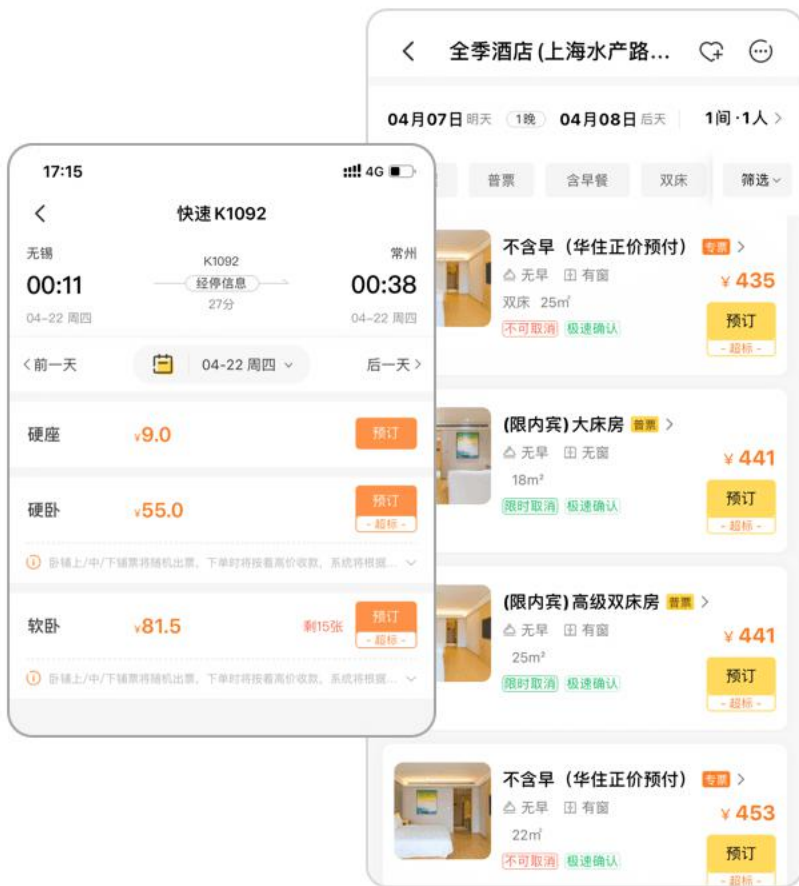 全季酒店 (上海水产路...
04月07日 明天 1晚 04月08日 后天 1间·1人
普票 含早餐 双床 筛选
不含早（华住正价预付） 专票
无早 有窗
¥ 435
双床 25㎡
预订
不可取消 极速确认
- 超标 -
(限内宾) 大床房 普票
无早 无窗
¥ 441
18m²
预订
限时取消 极速确认
- 超标 -
(限内宾) 高级双床房 普票
无早 有窗
¥ 441
25m²
预订
限时取消 极速确认
- 超标 -
不含早（华住正价预付） 专票
无早 有窗
¥ 453
22㎡
预订
不可取消 极速确认
- 超标 -
17:15 4G
快速K1092
无锡 K1092 常州
00:11 经停信息 00:38
04-22 周四 27分 04-22 周四
前一天 04-22 周四 后一天
硬座 ¥9.0 预订
硬卧 ¥55.0 预订
- 超标 -
卧铺上/中/下铺票将随机出票，下单时将按着高价收款，系统将根据...
软卧 ¥81.5 剩15张 预订
- 超标 -
卧铺上/中/下铺票将随机出票，下单时将按着高价收款，系统将根据...